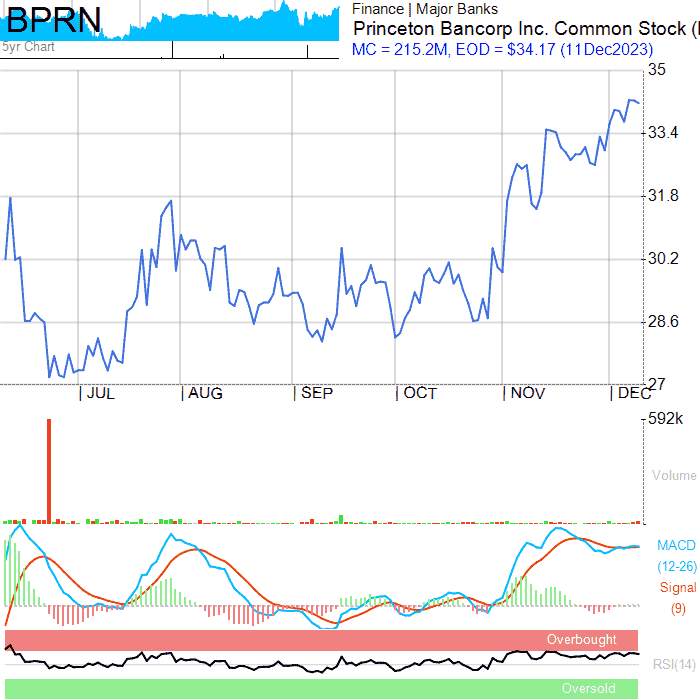 BPRN
5yr Chart
Finance | Major Banks
Princeton Bancorp Inc. Common Stock (
MC = 215.2M, EOD = $34.17 (11Dec2023)
35
33.4
31.8
30.2
28.6
27
JUL AUG SEP OCT NOV DEC
592k
Volume
MACD
(12-26)
Signal
(9)
Overbought
RSI(14)
Oversold